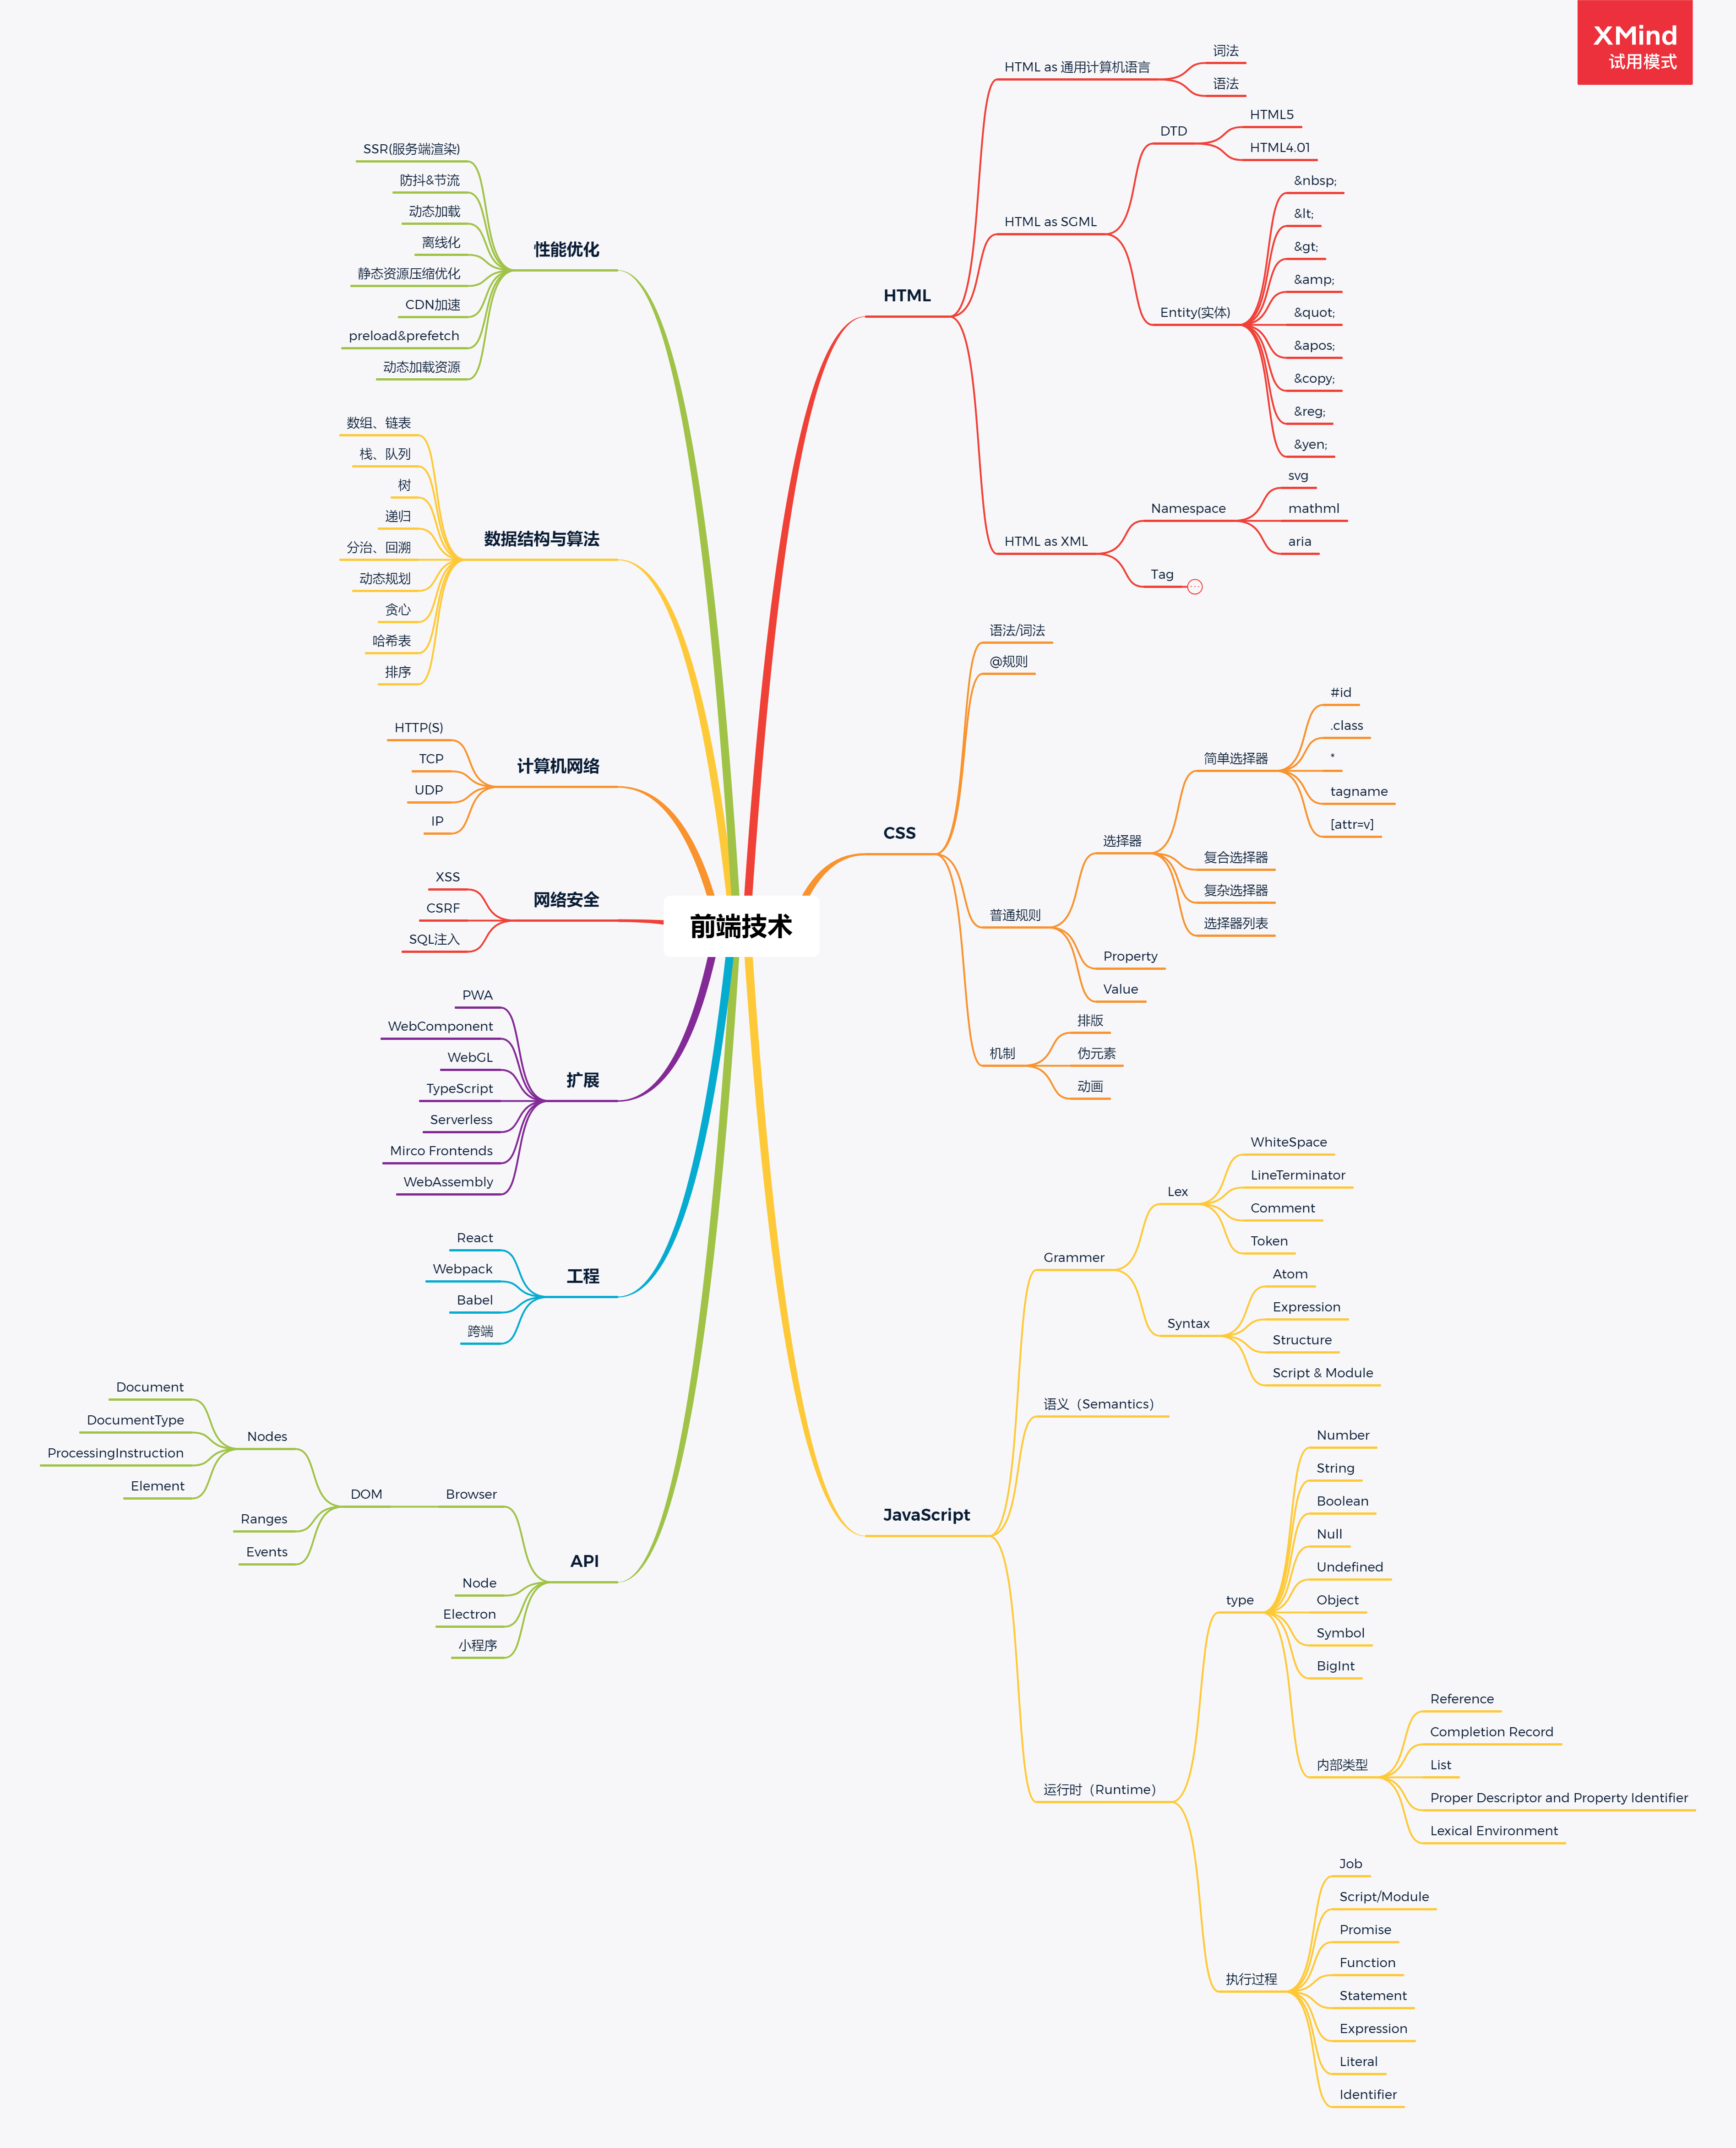 XMind
试用模式
前端技术
HTML
HTML as 通用计算机语言
词法
语法
HTML as SGML
DTD
HTML5
HTML4.01
Entity(实体)
&nbsp;
&lt;
&gt;
&amp;
&quot;
&apos;
&copy;
&reg;
&yen;
HTML as XML
Namespace
svg
mathml
aria
Tag
CSS
语法/词法
@规则
普通规则
选择器
简单选择器
#id
.class
*
tagname
[attr=v]
复合选择器
复杂选择器
选择器列表
Property
Value
机制
排版
伪元素
动画
JavaScript
Grammer
Lex
WhiteSpace
LineTerminator
Comment
Token
Syntax
Atom
Expression
Structure
Script & Module
语义（Semantics）
运行时（Runtime）
type
Number
String
Boolean
Null
Undefined
Object
Symbol
BigInt
内部类型
Reference
Completion Record
List
Proper Descriptor and Property Identifier
Lexical Environment
执行过程
Job
Script/Module
Promise
Function
Statement
Expression
Literal
Identifier
性能优化
SSR(服务端渲染)
防抖&节流
动态加载
离线化
静态资源压缩优化
CDN加速
preload&prefetch
动态加载资源
数据结构与算法
数组、链表
栈、队列
树
递归
分治、回溯
动态规划
贪心
哈希表
排序
计算机网络
HTTP(S)
TCP
UDP
IP
网络安全
XSS
CSRF
SQL注入
扩展
PWA
WebComponent
WebGL
TypeScript
Serverless
Mirco Frontends
WebAssembly
工程
React
Webpack
Babel
跨端
API
Browser
DOM
Nodes
Document
DocumentType
ProcessingInstruction
Element
Ranges
Events
Node
Electron
小程序